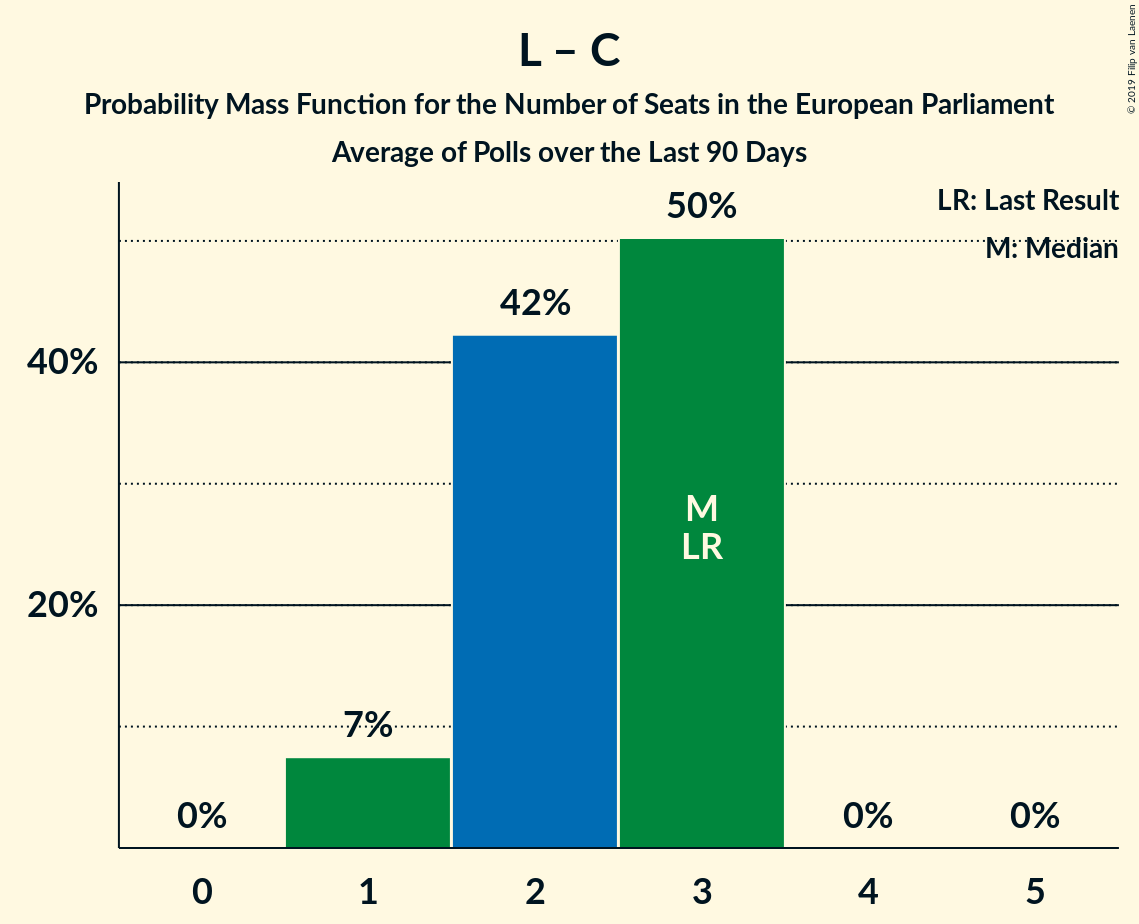 L – C
Probability Mass Function for the Number of Seats in the European Parliament
Average of Polls over the Last 90 Days
© 2019 Filip van Laenen
LR: Last Result
M: Median
50%
42%
40%
M
LR
20%
7%
0%
0%
0%
0 1 2 3 4 5